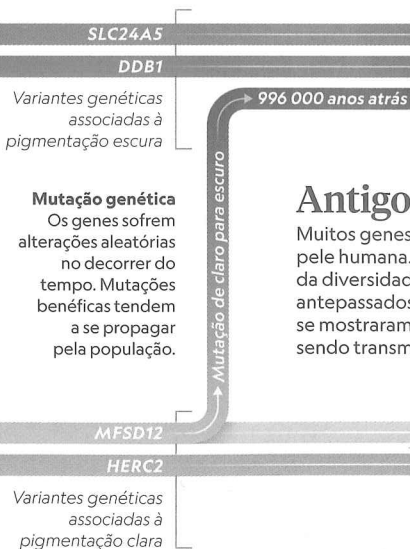 SLC24A5
DDB1
Variantes genéticas
associadas à
pigmentação escura
996 000 anos atrás
Mutação de claro para escuro
Mutação genética
Os genes sofrem
alterações aleatórias
no decorrer do
tempo. Mutações
benéficas tendem
a se propagar
pela população.
Antigo
Muitos genes
pele humana.
da diversidad
antepassados
se mostraram
sendo transm
MFSD12
HERC2
Variantes genéticas
associadas à
pigmentação clara